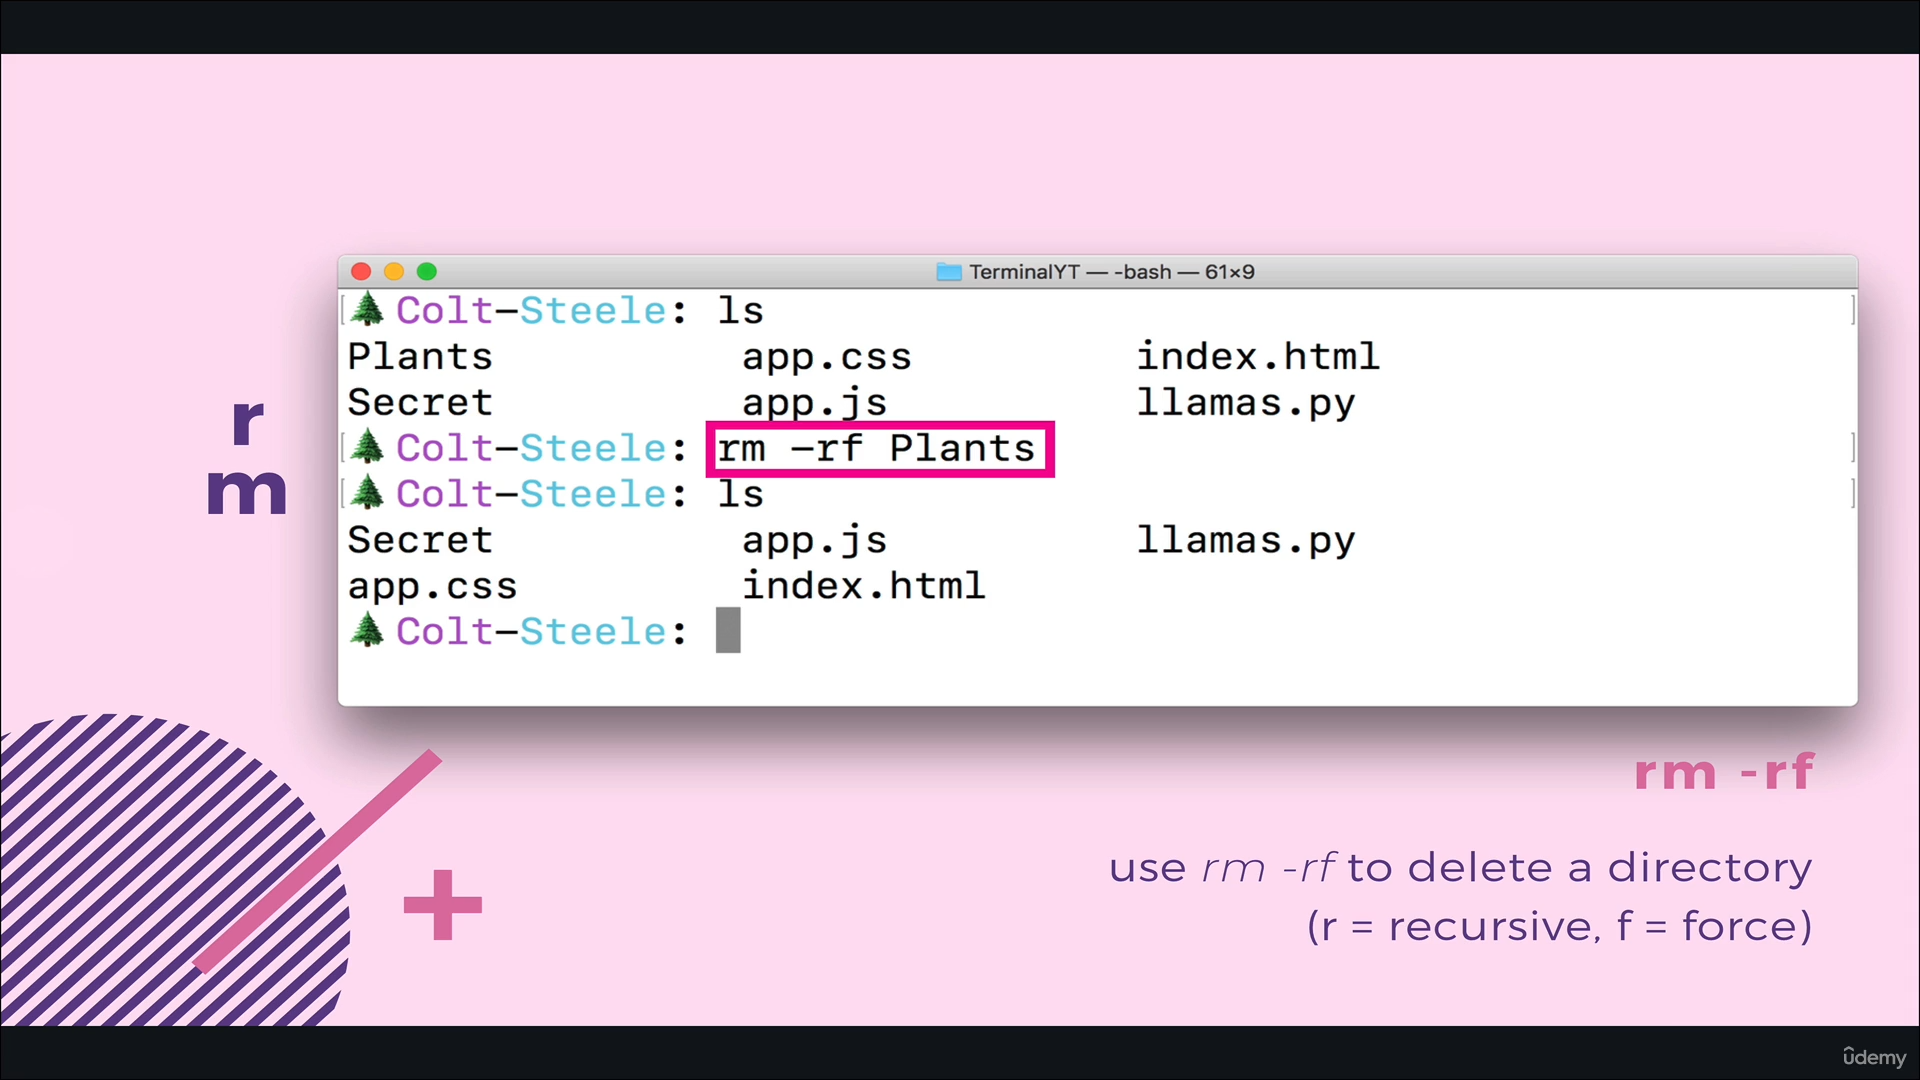 TerminalYT — -bash — 61×9
Colt-Steele: ls
Plants app.css index.html
Secret app.js llamas.py
Colt-Steele: rm -rf Plants
Colt-Steele: ls
Secret app.js llamas.py
app.css index.html
Colt-Steele:
r
m
rm -rf
use rm -rf to delete a directory
(r = recursive, f = force)
ûdemy